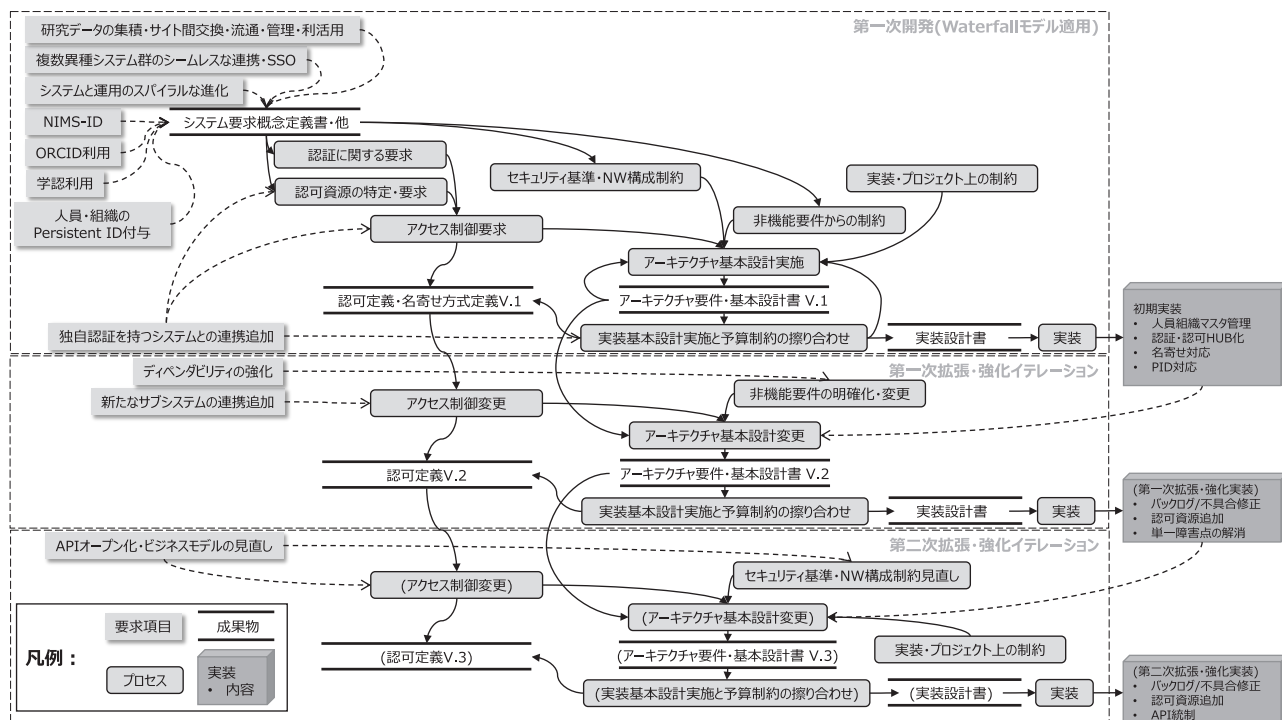 第一次開発(Waterfallモデル適用)
研究データの集積・サイト間交換・流通・管理・利活用
複数異種システム群のシームレスな連携・SSO
システムと運用のスパイラルな進化
NIMS-ID
システム要求概念定義書・他
ORCID利用
認証に関する要求
学認利用
認可資源の特定・要求
セキュリティ基準・NW構成制約
実装・プロジェクト上の制約
人員・組織の
Persistent ID付与
非機能要件からの制約
アクセス制御要求
アーキテクチャ基本設計実施
認可定義・名寄せ方式定義V.1
アーキテクチャ要件・基本設計書 V.1
独自認証を持つシステムとの連携追加
実装基本設計実施と予算制約の擦り合わせ
実装設計書
実装
初期実装
• 人員組織マスタ管理
• 認証・認可HUB化
• 名寄せ対応
• PID対応
第一次拡張・強化イテレーション
ディペンダビリティの強化
新たなサブシステムの連携追加
アクセス制御変更
非機能要件の明確化・変更
アーキテクチャ基本設計変更
認可定義V.2
アーキテクチャ要件・基本設計書 V.2
実装基本設計実施と予算制約の擦り合わせ
実装設計書
実装
(第一次拡張・強化実装)
• バックログ/不具合修正
• 認可資源追加
• 単一障害点の解消
第二次拡張・強化イテレーション
APIオープン化・ビジネスモデルの見直し
(アクセス制御変更)
セキュリティ基準・NW構成制約見直し
(アーキテクチャ基本設計変更)
(認可定義V.3)
(アーキテクチャ要件・基本設計書 V.3)
実装・プロジェクト上の制約
(実装基本設計実施と予算制約の擦り合わせ)
(実装設計書)
実装
(第二次拡張・強化実装)
• バックログ/不具合修正
• 認可資源追加
• API統制
凡例：
要求項目
成果物
プロセス
実装
• 内容